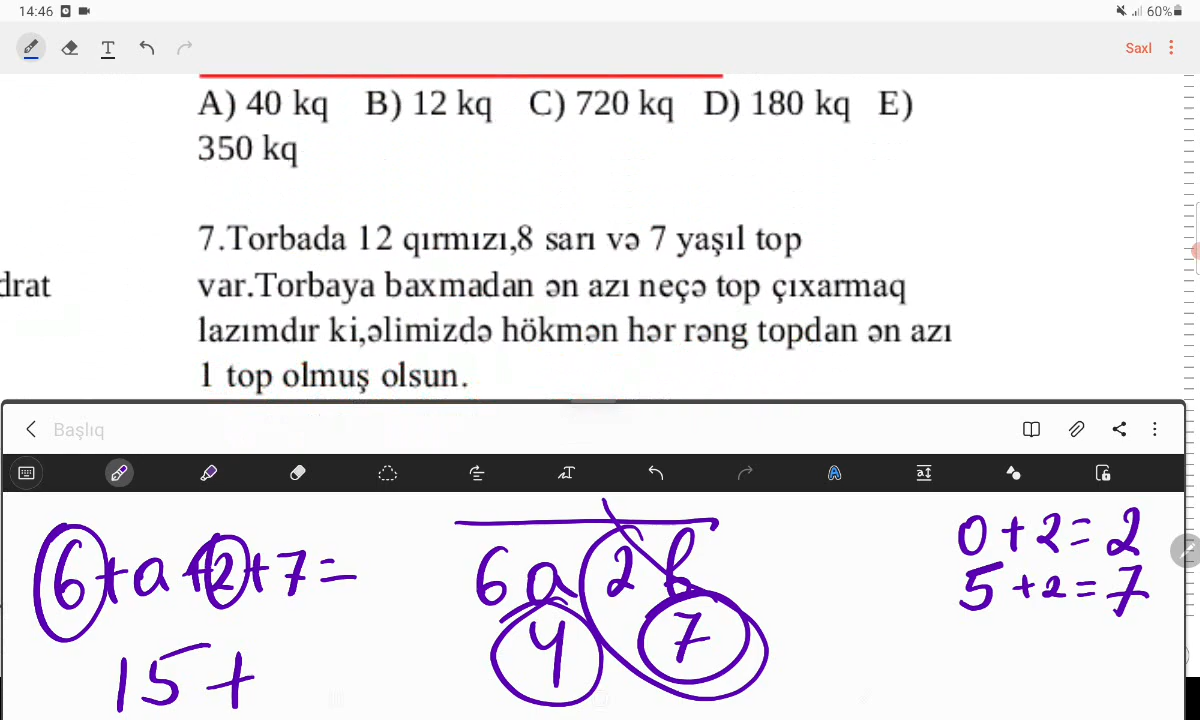 14:46 60%
T Saxl
A) 40 kq B) 12 kq C) 720 kq D) 180 kq E)
350 kq
7.Torbada 12 qırmızı,8 sarı və 7 yaşıl top
drat var.Torbaya baxmadan ən azı neçə top çıxarmaq
lazımdır ki,əlimizdə hökmən hər rəng topdan ən azı
1 top olmuş olsun.
Başlıq
6+a+2+7= 6a2b 0+2=2
4 7 5+2=7
15+